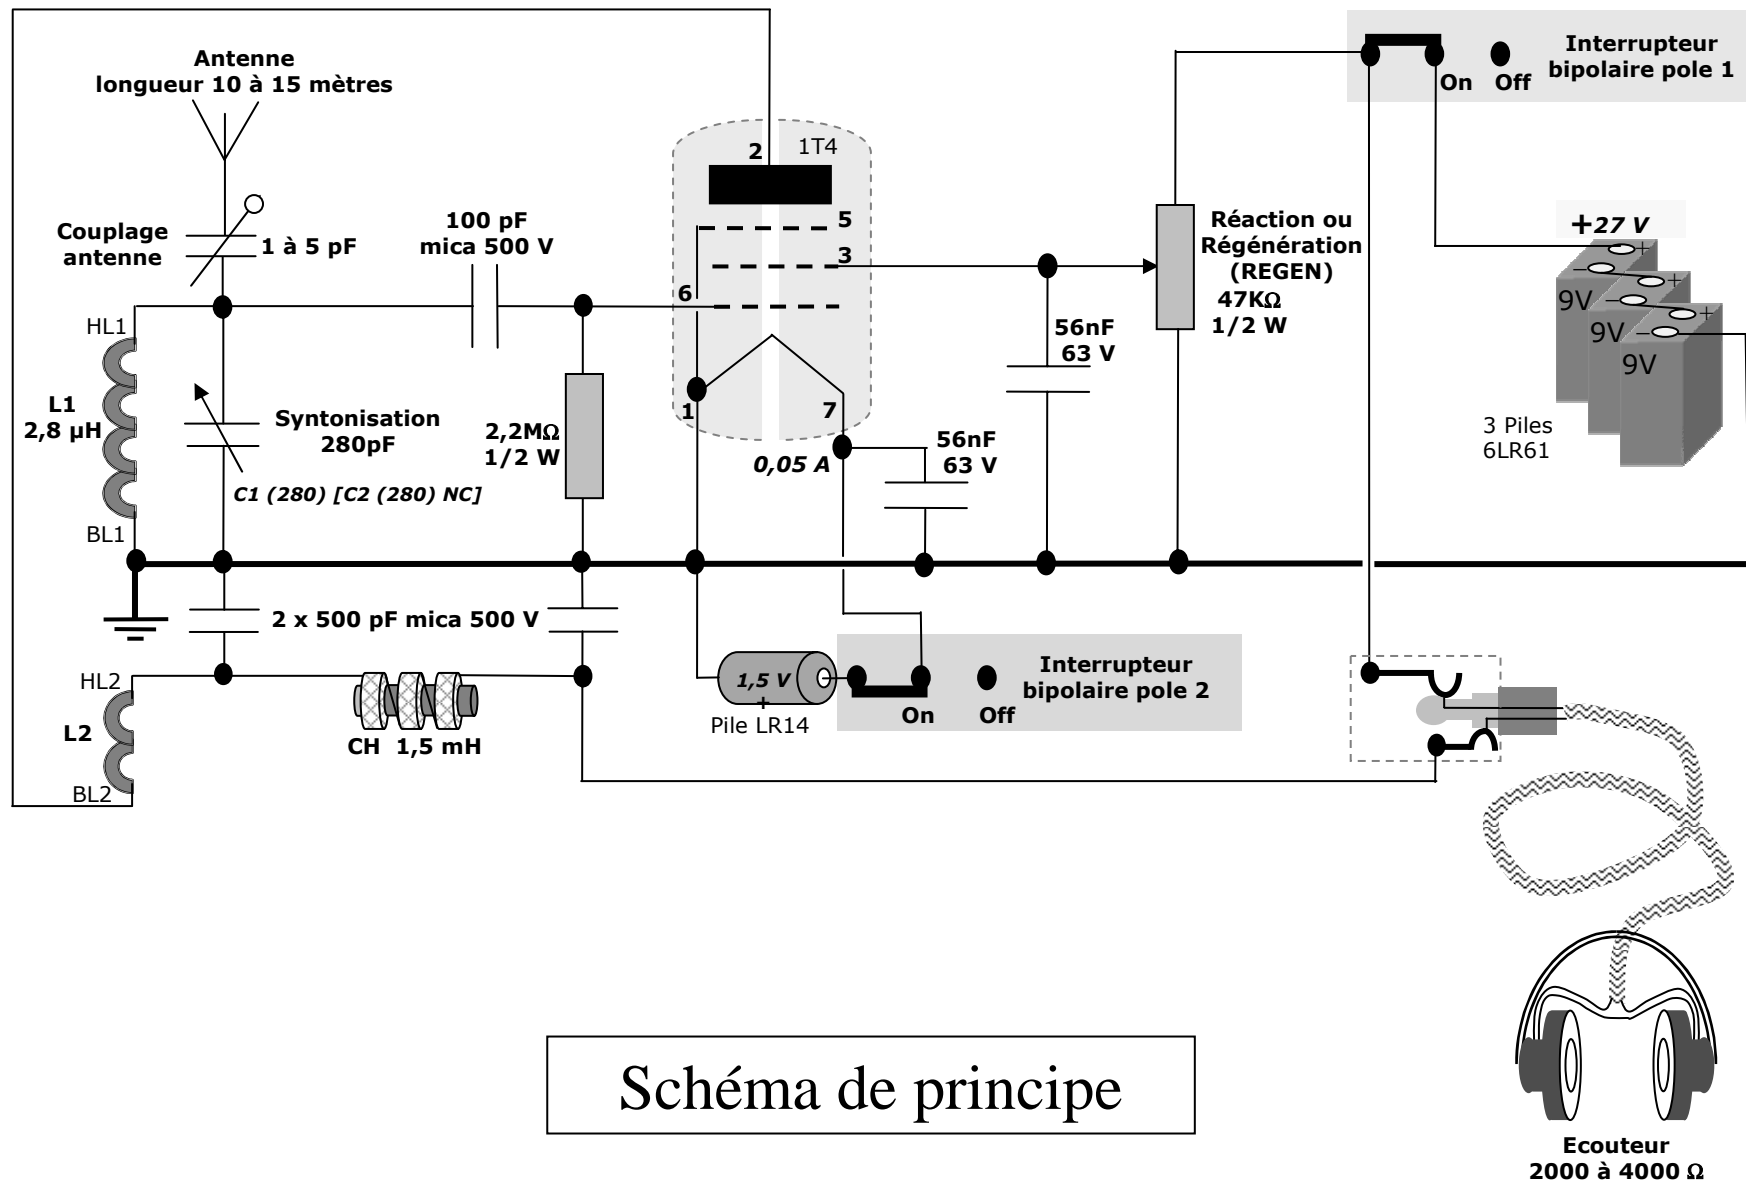 Antenne
longueur 10 à 15 mètres
Interrupteur
bipolaire pole 1
On Off
2
1T4
Couplage
antenne
1 à 5 pF
100 pF
mica 500 V
5
3
6
Réaction ou
Régénération
(REGEN)
47KΩ
1/2 W
+27 V
+
–
+
–
+
–
9V
9V
9V
3 Piles
6LR61
HL1
L1
2,8 µH
BL1
Syntonisation
280pF
C1 (280) [C2 (280) NC]
2,2MΩ
1/2 W
1
7
0,05 A
56nF
63 V
56nF
63 V
2 x 500 pF mica 500 V
HL2
L2
BL2
CH 1,5 mH
1,5 V
+
Pile LR14
Interrupteur
bipolaire pole 2
On Off
Schéma de principe
Ecouteur
2000 à 4000 Ω